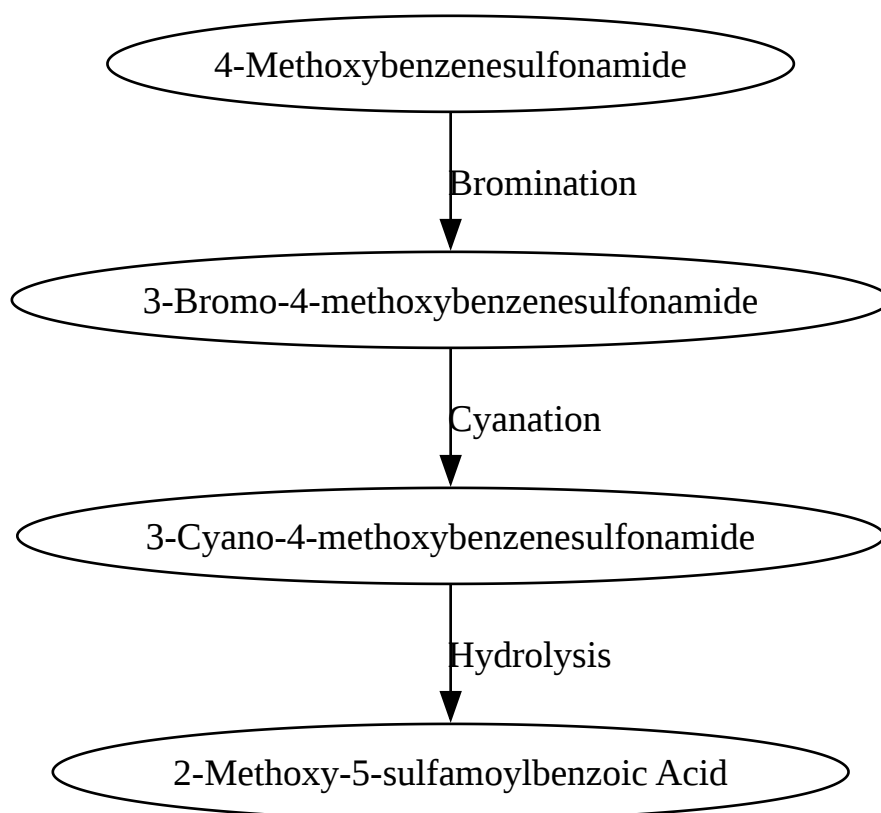 4-Methoxybenzenesulfonamide
Bromination
3-Bromo-4-methoxybenzenesulfonamide
Cyanation
3-Cyano-4-methoxybenzenesulfonamide
Hydrolysis
2-Methoxy-5-sulfamoylbenzoic Acid